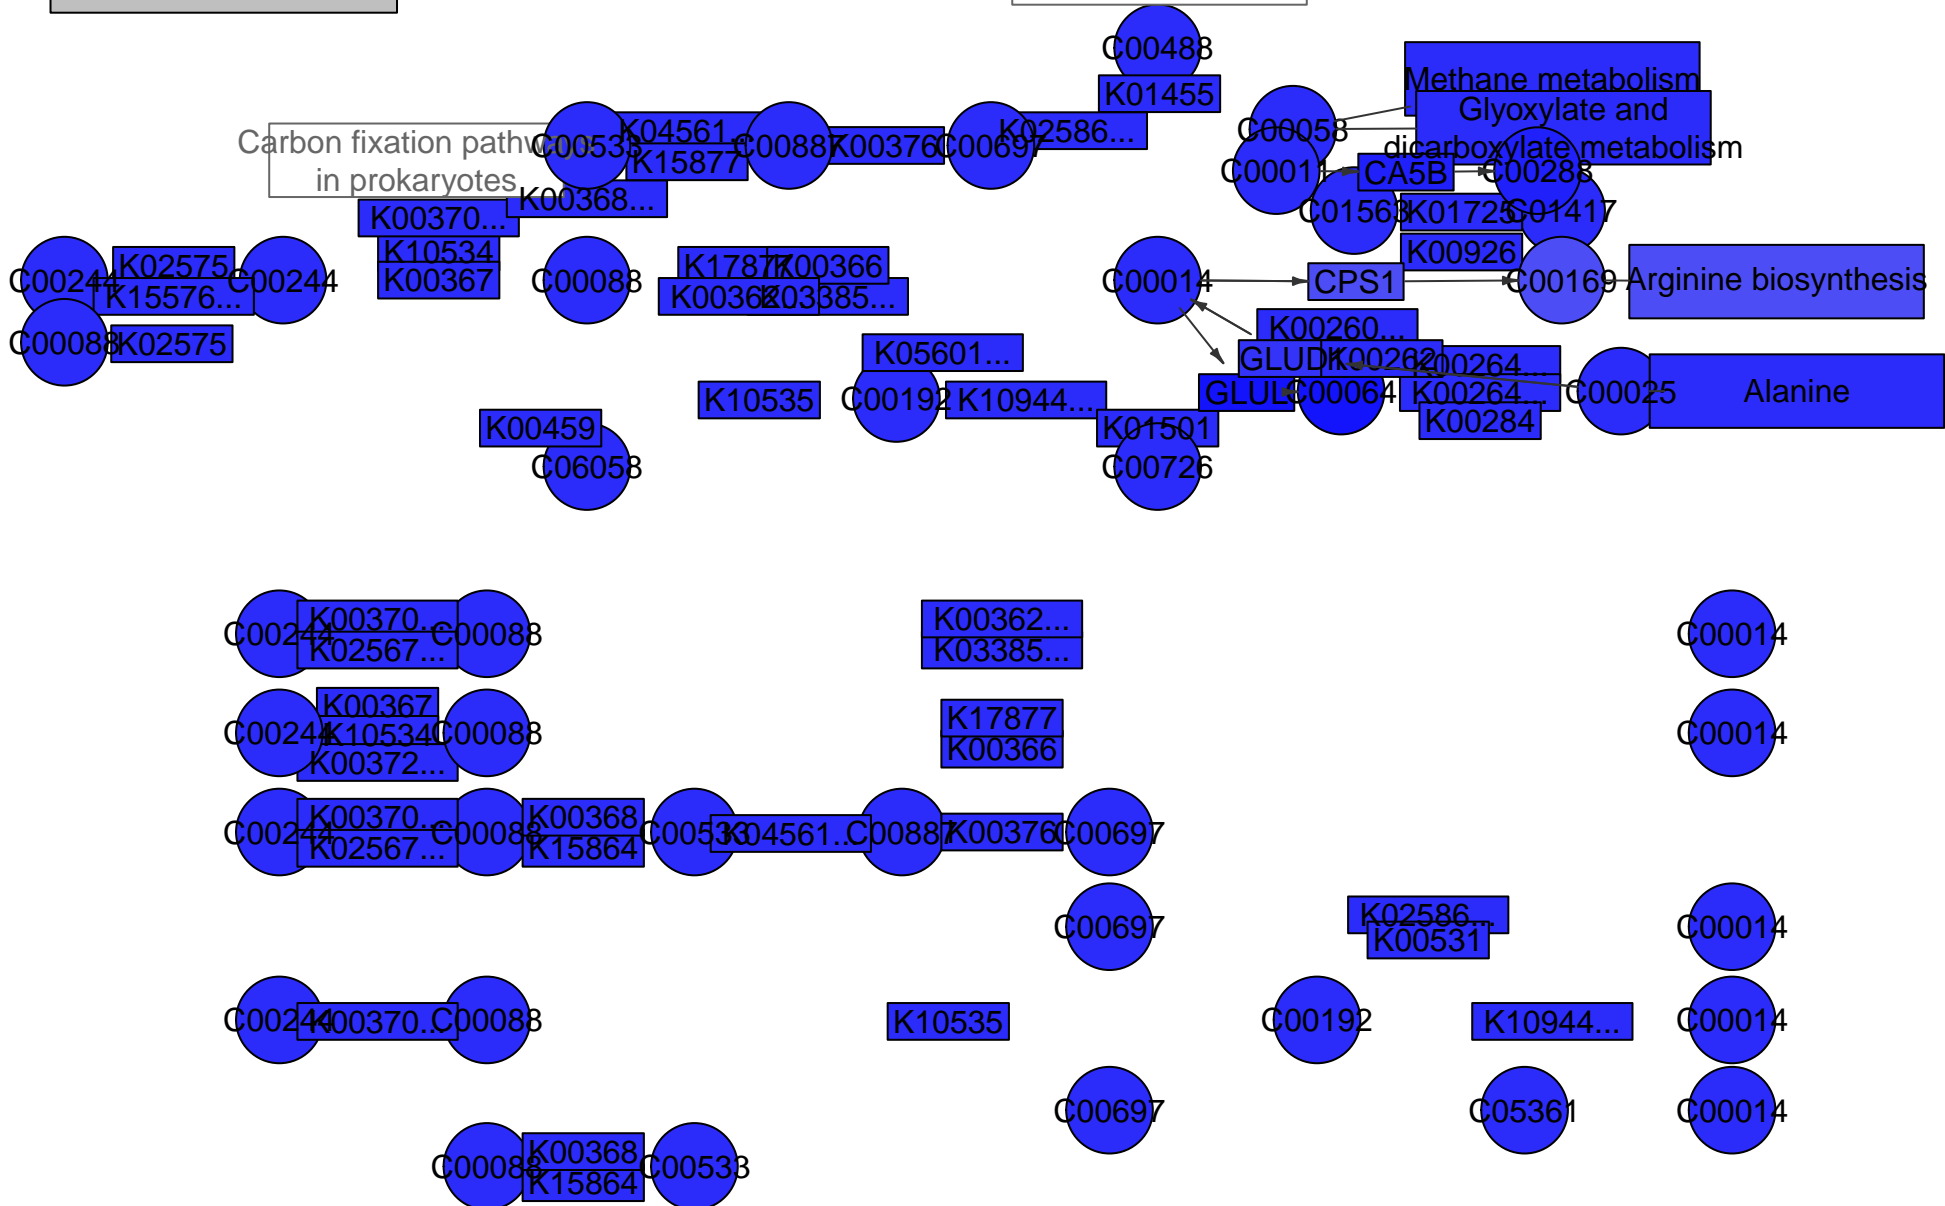 C00488
Methane metabolism
K01455
Glyoxylate and
dicarboxylate metabolism
C00058
Carbon fixation pathways
in prokaryotes
C00533
K04561...
K15877
C00887
K00376
C00697
K02586...
C00011
CA5B
C00288
K00368...
K00370...
C01563
K01725
C01417
K10534
K00367
K00926
C00244
K02575
K15576...
C00244
C00088
K17877
K00366
K00362...
K03385...
C00014
CPS1
C00169
Arginine biosynthesis
C00088
K02575
K00260...
K05601...
GLUD1
K00262
K00264...
K10535
C00192
K10944...
GLUL
C00064
K00264...
C00025
Alanine
K00284
K00459
K01501
C06058
C00726
C00244
K00370...
K02567...
C00088
K00362...
K03385...
C00014
C00244
K00367
K10534
K00372...
C00088
K17877
K00366
C00014
C00244
K00370...
K02567...
C00088
K00368
K15864
C00533
K04561...
C00887
K00376
C00697
C00697
K02586...
K00531
C00014
C00244
K00370...
C00088
K10535
C00192
K10944...
C00014
C00697
C05361
C00014
C00088
K00368
K15864
C00533